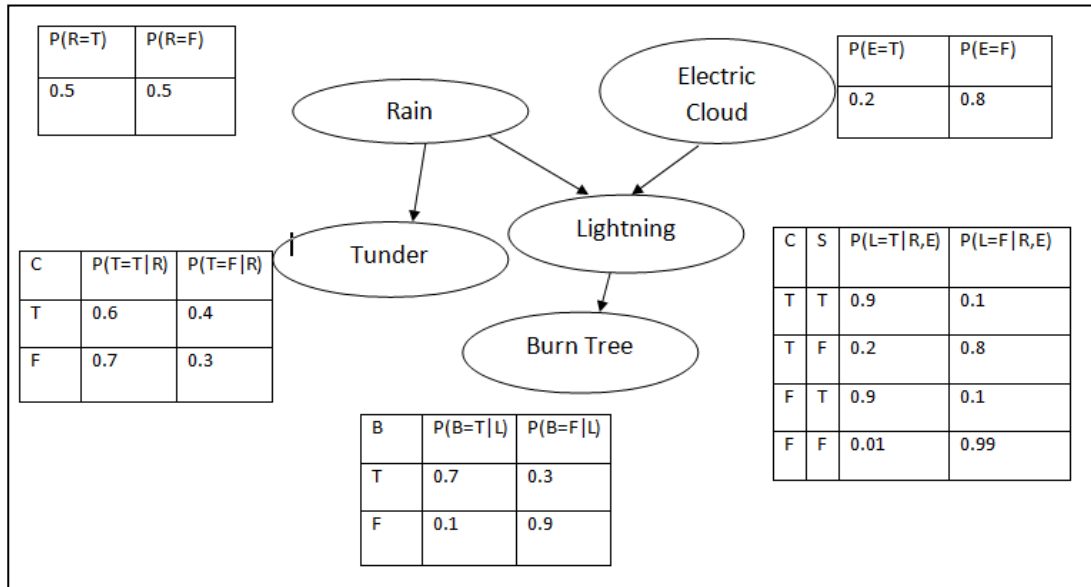 P(R=T) P(R=F)
0.5 0.5
Rain
Electric
Cloud
P(E=T) P(E=F)
0.2 0.8
Tunder
Lightning
Burn Tree
C P(T=T|R) P(T=F|R)
T 0.6 0.4
F 0.7 0.3
C S P(L=T|R,E) P(L=F|R,E)
T T 0.9 0.1
T F 0.2 0.8
F T 0.9 0.1
F F 0.01 0.99
B P(B=T|L) P(B=F|L)
T 0.7 0.3
F 0.1 0.9